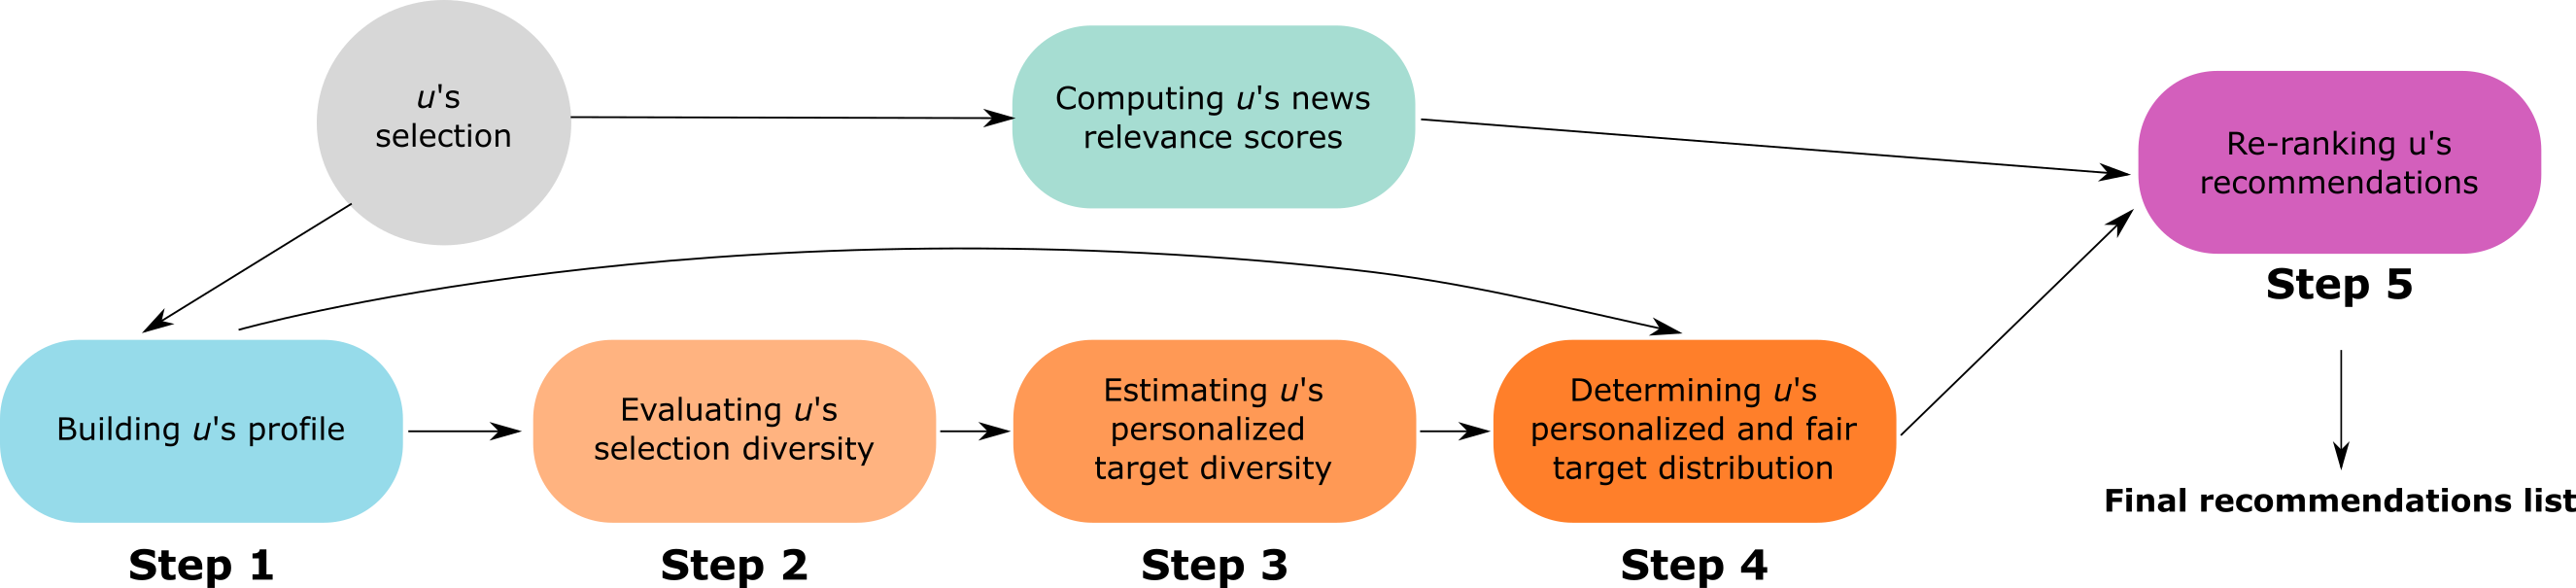 u's
selection
Computing u's news
relevance scores
Re-ranking u's
recommendations
Step 5
Building u's profile
Evaluating u's
selection diversity
Estimating u's
personalized
target diversity
Determining u's
personalized and fair
target distribution
Final recommendations list
Step 1
Step 2
Step 3
Step 4